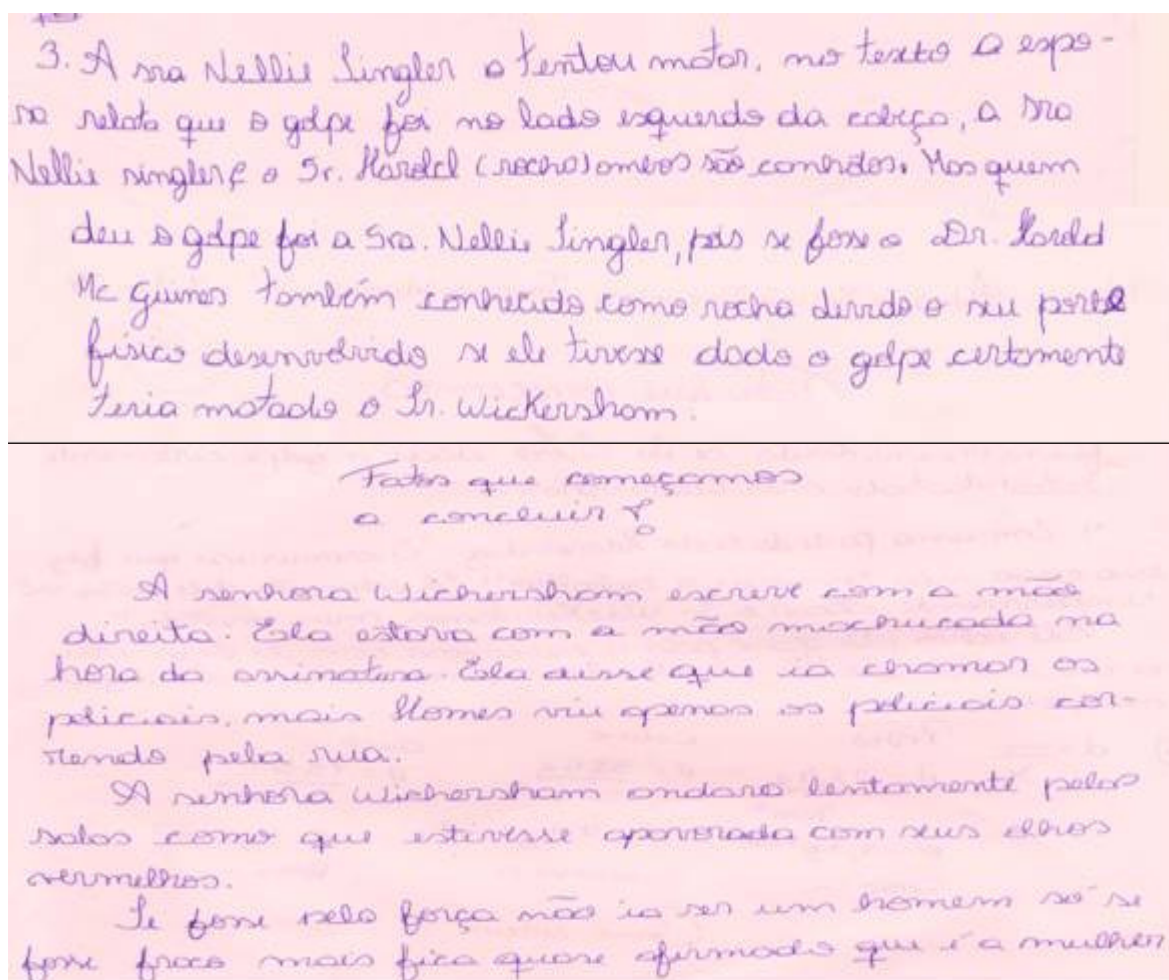 3. A sra Nellie Singler o tentou matar, no texto a espo-
sa relata que o golpe foi no lado esquerdo da cabeça, a sra
Nellie singler e o Sr. Harold (rocha) ambos são canhotos. Mas quem
deu o golpe foi a Sra. Nellie Singler, pois se fosse o Dr. Harold
Mc Guines também conhecido como rocha devido o seu porte
físico desenvolvido se ele tivesse dado o golpe certamente
teria matado o Sr. Wickersham.
Fatos que começamos
a concluir?
A senhora Wichersham escreve com a mão
direita. Ela estava com a mão machucada na
hora da assinatura. Ela disse que ia chamar os
policiais, mais Homes viu apenas os policiais cor-
rendo pela rua.
A senhora Wichersham andava lentamente pelas
salas como que estivesse apavorada com seus olhos
vermelhos.
Se fosse pela força não ia ser um homem só se
fosse fraco mais fica quase afirmado que é a mulher